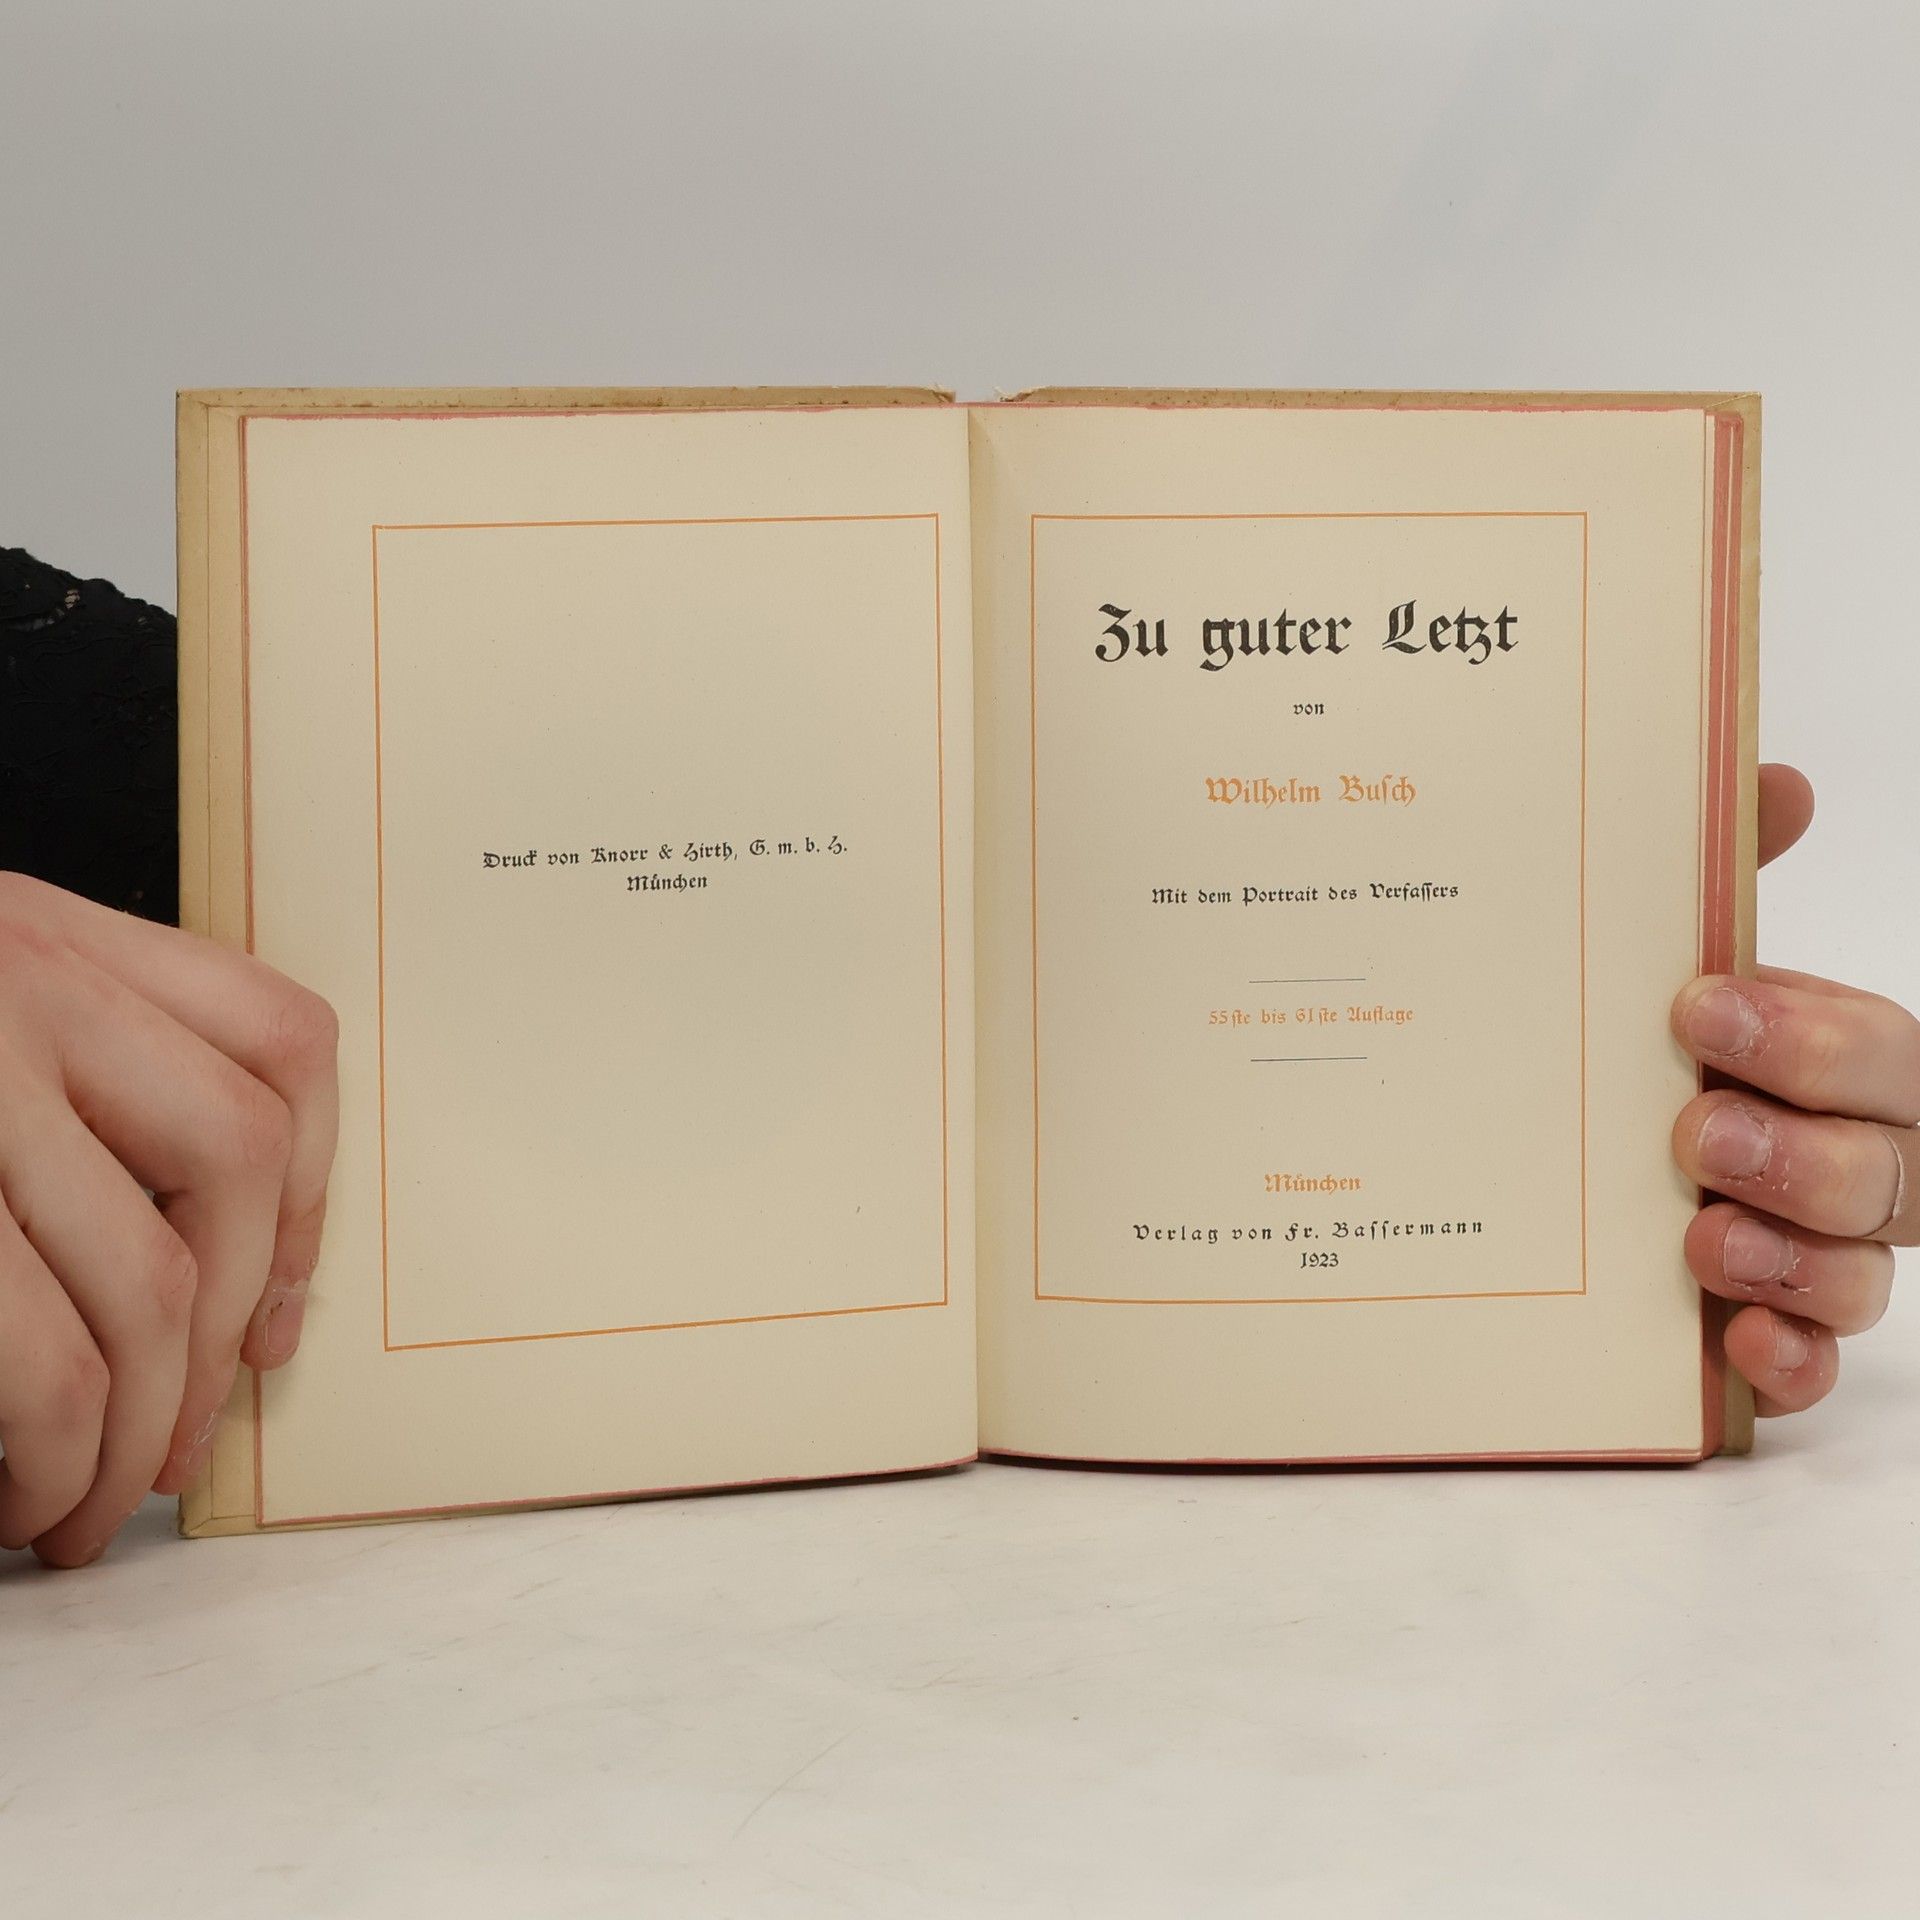 Druck von Knorr & Hirth, G. m. b. H.
München
Zu guter Letzt
von
Wilhelm Buſch
Mit dem Portrait des Verfaſſers
55ſte bis 61ſte Auflage
München
Verlag von Fr. Baſſermann
1923